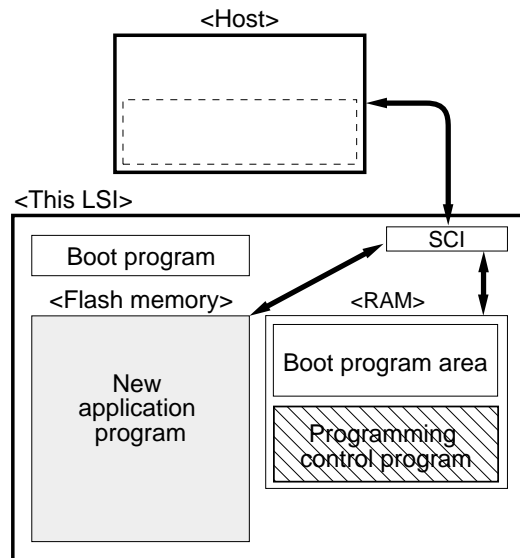 <Host>
<This LSI>
SCI
Boot program
<Flash memory>
<RAM>
Boot program area
New
application
program
Programming
control program